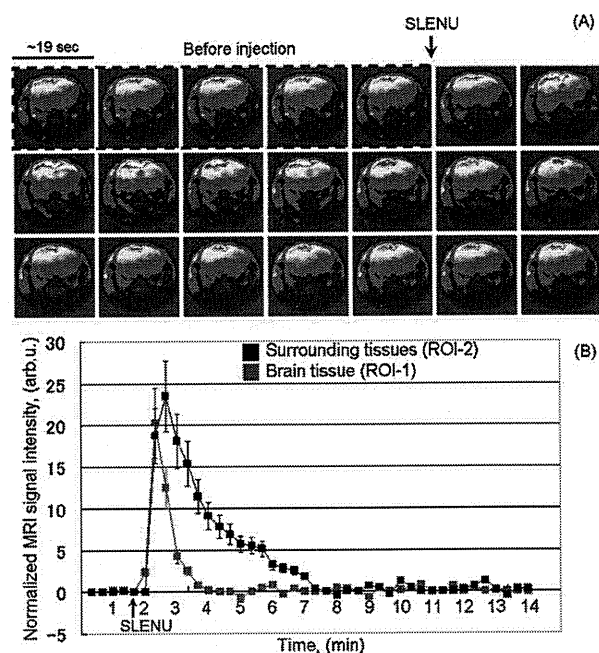 SLENU (A)
~19 sec Before injection
30
25
20
15
10
5
0
−5
Normalized MRI signal intensity, (arb.u.)
Surrounding tissues (ROI-2) (B)
Brain tissue (ROI-1)
1 2 3 4 5 6 7 8 9 10 11 12 13 14
SLENU
Time, (min)